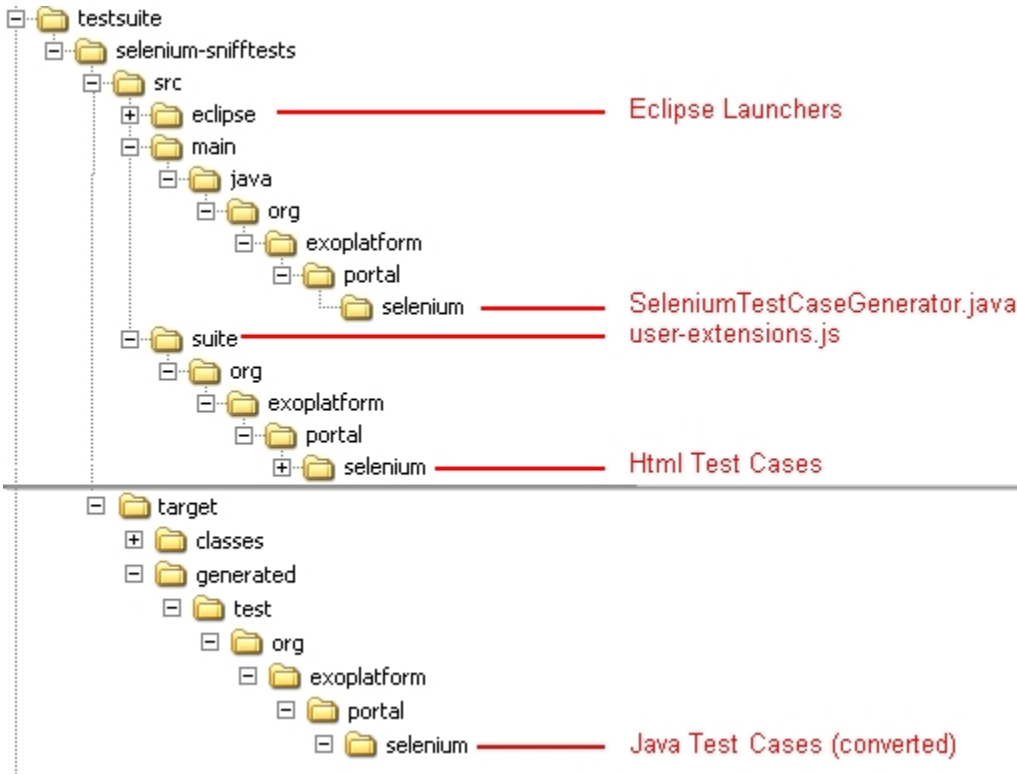 testsuite
selenium-snifftests
src
eclipse Eclipse Launchers
main
java
org
exoplatform
portal
selenium SeleniumTestCaseGenerator.java
suite user-extensions.js
org
exoplatform
portal
selenium Html Test Cases
target
classes
generated
test
org
exoplatform
portal
selenium Java Test Cases (converted)